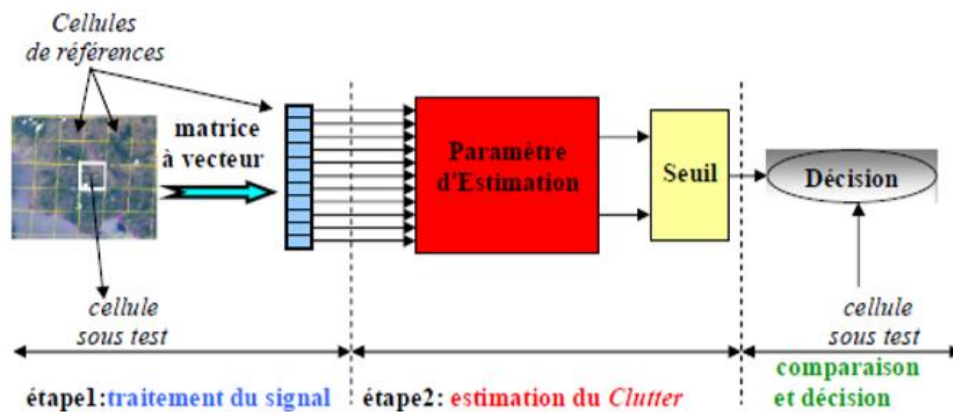 Cellules
de références
matrice
à vecteur
Paramètre
d'Estimation
Seuil
Décision
cellule
sous test
cellule
sous test
étape1:traitement du signal
étape2: estimation du Clutter
comparaison
et décision